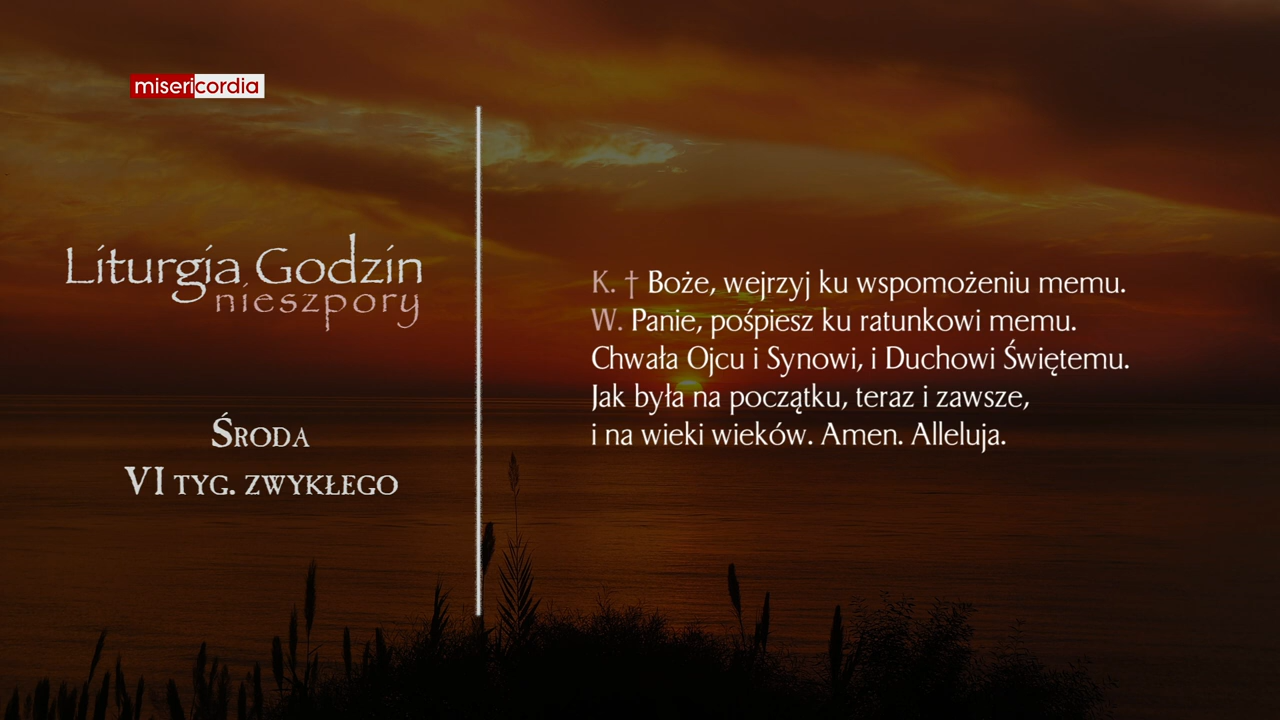 misericordia
Liturgia Godzin
nieszpory
Środa
VI tyg. zwykłego
K. † Boże, wejrzyj ku wspomożeniu memu.
W. Panie, pośpiesz ku ratunkowi memu.
Chwała Ojcu i Synowi, i Duchowi Świętemu.
Jak była na początku, teraz i zawsze,
i na wieki wieków. Amen. Alleluja.